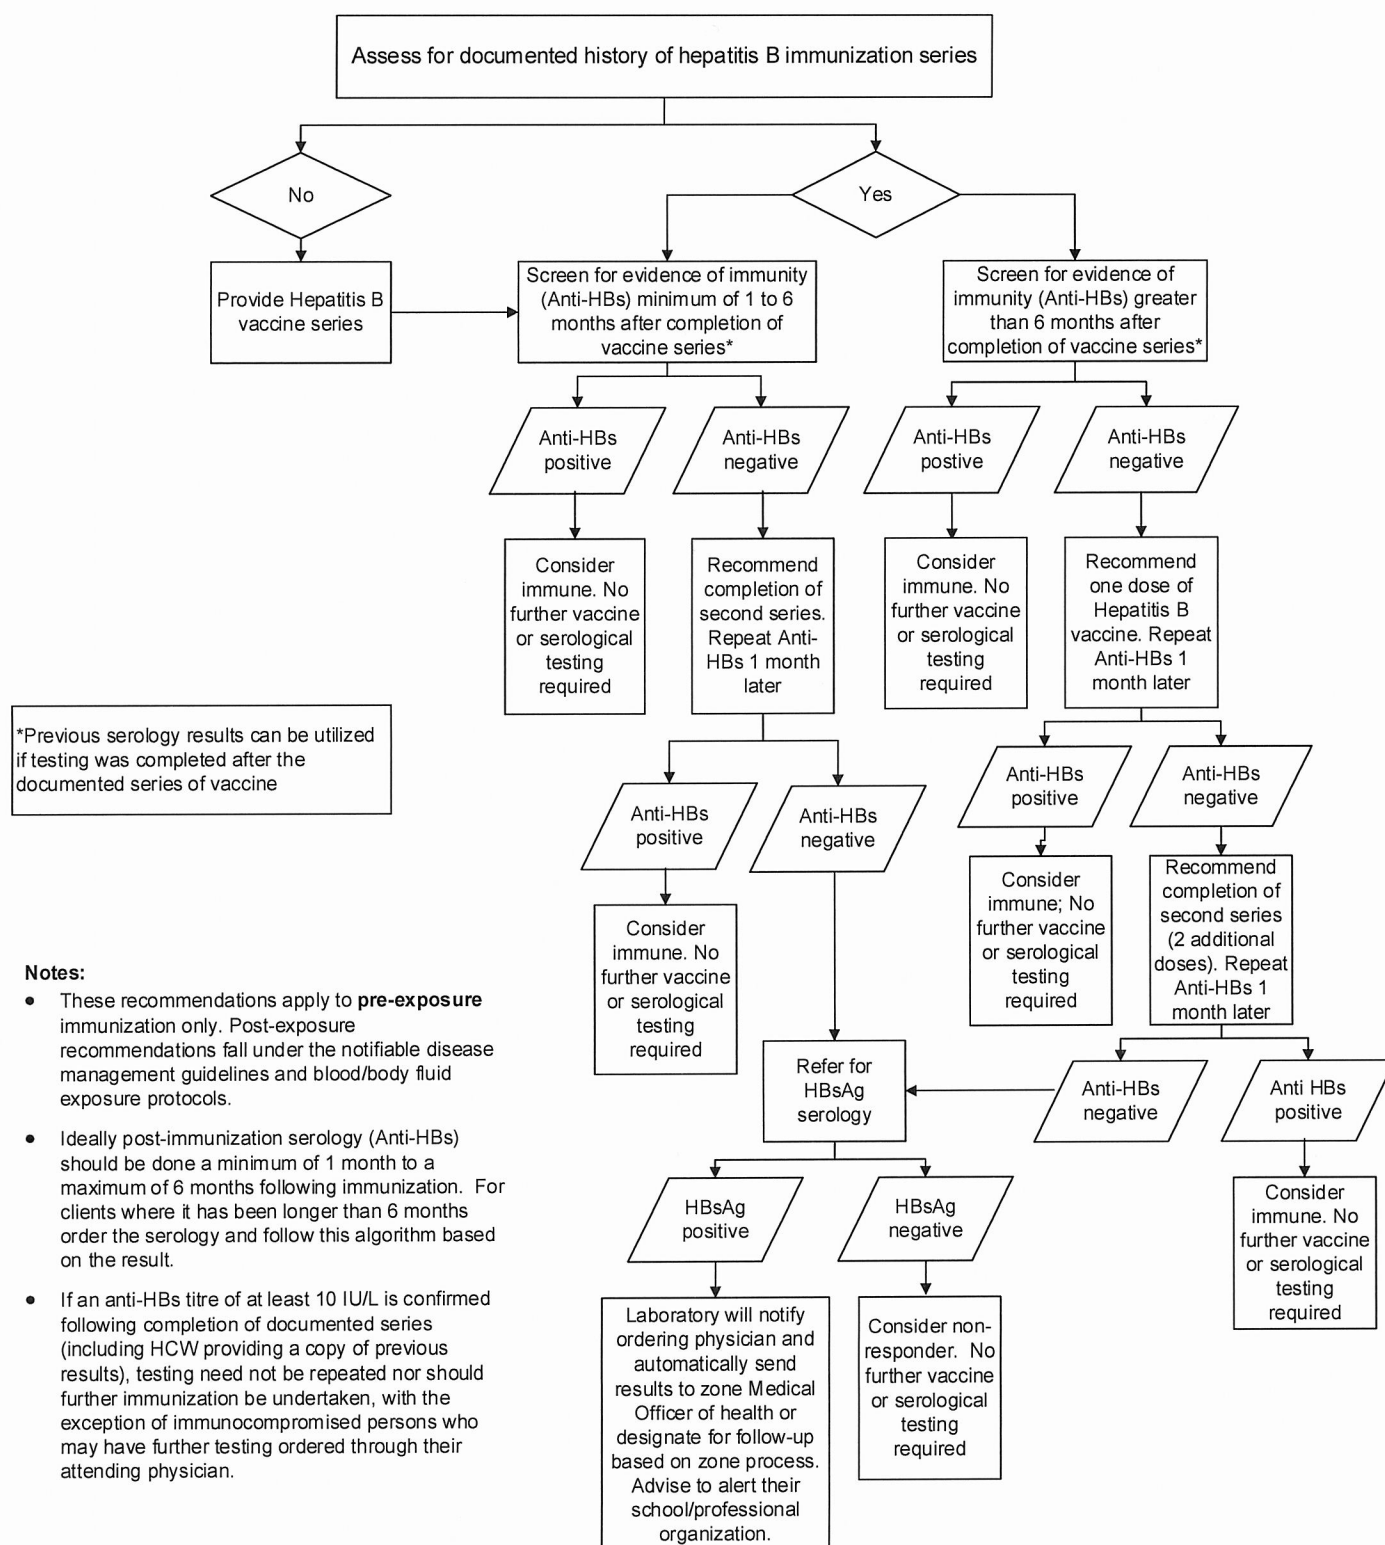 Assess for documented history of hepatitis B immunization series
No
Yes
Provide Hepatitis B
vaccine series
Screen for evidence of immunity
(Anti-HBs) minimum of 1 to 6
months after completion of
vaccine series*
Screen for evidence of
immunity (Anti-HBs) greater
than 6 months after
completion of vaccine series*
Anti-HBs
positive
Anti-HBs
negative
Anti-HBs
postive
Anti-HBs
negative
Consider
immune. No
further vaccine
or serological
testing
required
Recommend
completion of
second series.
Repeat Anti-
HBs 1 month
later
Consider
immune. No
further vaccine
or serological
testing
required
Recommend
one dose of
Hepatitis B
vaccine. Repeat
Anti-HBs 1
month later
*Previous serology results can be utilized
if testing was completed after the
documented series of vaccine
Anti-HBs
positive
Anti-HBs
negative
Anti-HBs
positive
Anti-HBs
negative
Consider
immune. No
further vaccine
or serological
testing
required
Consider
immune; No
further vaccine
or serological
testing
required
Recommend
completion of
second series
(2 additional
doses). Repeat
Anti-HBs 1
month later
Refer for
HBsAg
serology
Anti-HBs
negative
Anti HBs
positive
HBsAg
positive
HBsAg
negative
Consider
immune. No
further vaccine
or serological
testing
required
Laboratory will notify
ordering physician and
automatically send
results to zone Medical
Officer of health or
designate for follow-up
based on zone process.
Advise to alert their
school/professional
organization.
Consider non-
responder. No
further vaccine
or serological
testing
required
Notes:
• These recommendations apply to pre-exposure
immunization only. Post-exposure
recommendations fall under the notifiable disease
management guidelines and blood/body fluid
exposure protocols.
• Ideally post-immunization serology (Anti-HBs)
should be done a minimum of 1 month to a
maximum of 6 months following immunization. For
clients where it has been longer than 6 months
order the serology and follow this algorithm based
on the result.
• If an anti-HBs titre of at least 10 IU/L is confirmed
following completion of documented series
(including HCW providing a copy of previous
results), testing need not be repeated nor should
further immunization be undertaken, with the
exception of immunocompromised persons who
may have further testing ordered through their
attending physician.